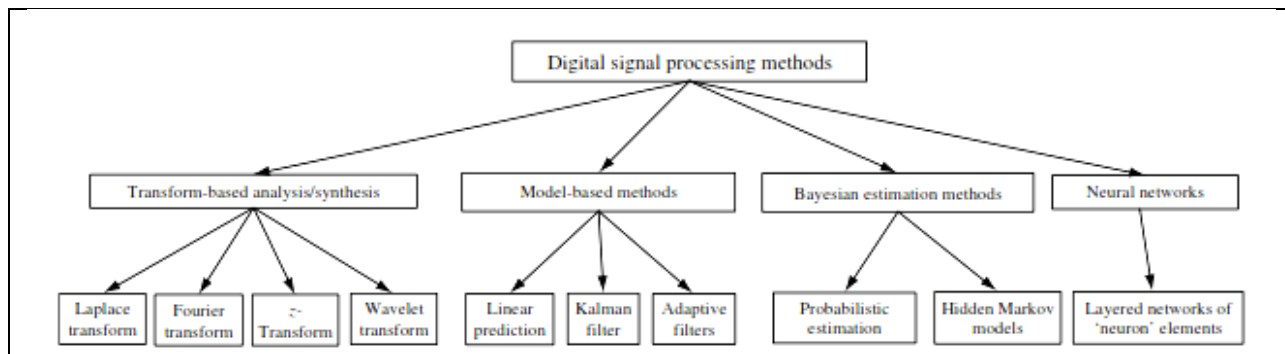 Digital signal processing methods
Transform-based analysis/synthesis
Model-based methods
Bayesian estimation methods
Neural networks
Laplace
transform
Fourier
transform
z-
Transform
Wavelet
transform
Linear
prediction
Kalman
filter
Adaptive
filters
Probabilistic
estimation
Hidden Markov
models
Layered networks of
‘neuron’ elements